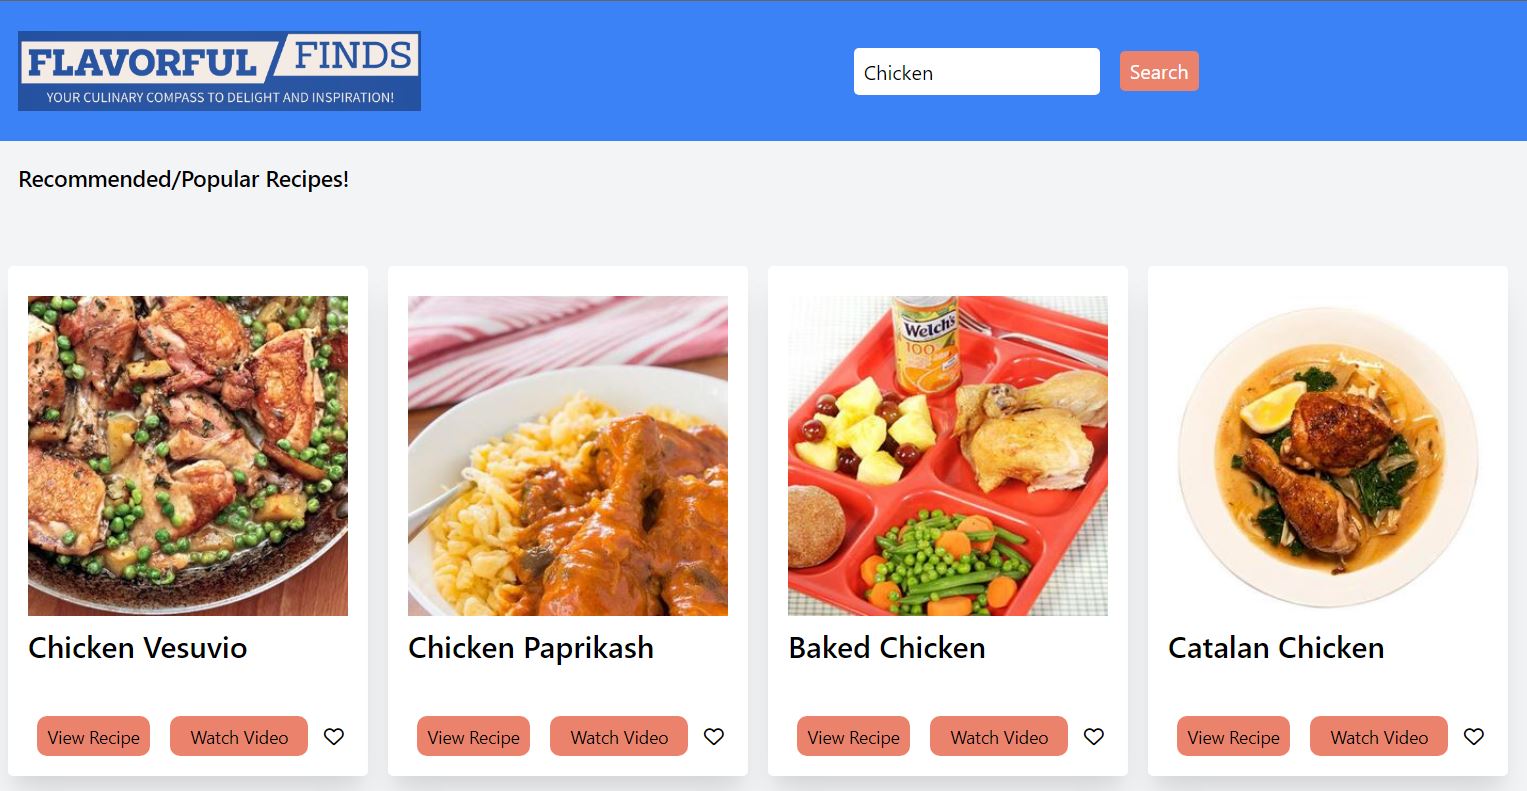 FLAVORFUL FINDS
YOUR CULINARY COMPASS TO DELIGHT AND INSPIRATION!
Chicken
Search
Recommended/Popular Recipes!
Welch's
100
Chicken Vesuvio
Chicken Paprikash
Baked Chicken
Catalan Chicken
View Recipe
Watch Video
View Recipe
Watch Video
View Recipe
Watch Video
View Recipe
Watch Video